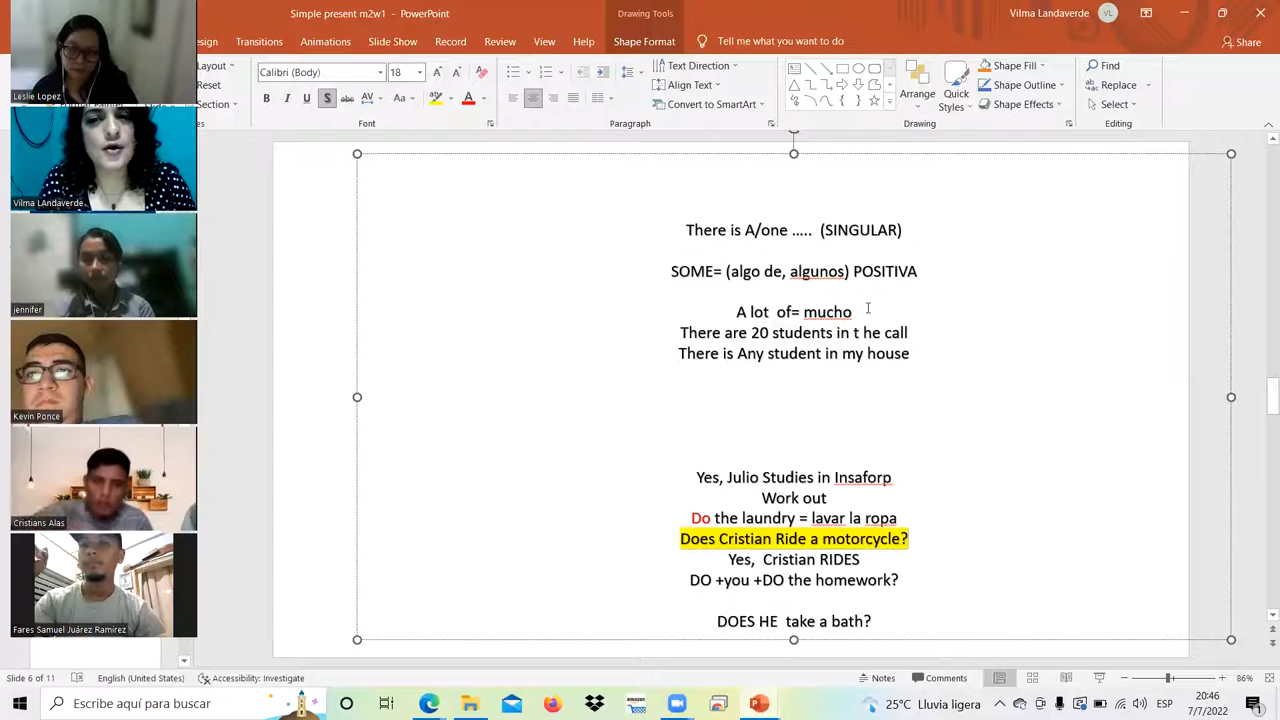 Simple present m2w1 - PowerPoint
Drawing Tools
Vilma Landaverde
VL
esign
Transitions
Animations
Slide Show
Record
Review
View
Help
Shape Format
Tell me what you want to do
Share
Layout
Reset
Section
Calibri (Body)
18
Text Direction
Align Text
Convert to SmartArt
Arrange
Quick
Styles
Shape Fill
Shape Outline
Shape Effects
Find
Replace
Select
Font
Paragraph
Drawing
Editing
Leslie Lopez
Vilma LAndaverde
jennifer
Kevin Ponce
Cristians Alas
Fares Samuel Juárez Ramírez
There is A/one ..... (SINGULAR)
SOME= (algo de, algunos) POSITIVA
A lot of= mucho
There are 20 students in t he call
There is Any student in my house
Yes, Julio Studies in Insaforp
Work out
Do the laundry = lavar la ropa
Does Cristian Ride a motorcycle?
Yes, Cristian RIDES
DO +you +DO the homework?
DOES HE take a bath?
Slide 6 of 11
English (United States)
Accessibility: Investigate
Notes
Comments
86%
Escribe aquí para buscar
amazon
25°C Lluvia ligera
ESP
20:46
7/7/2022
1